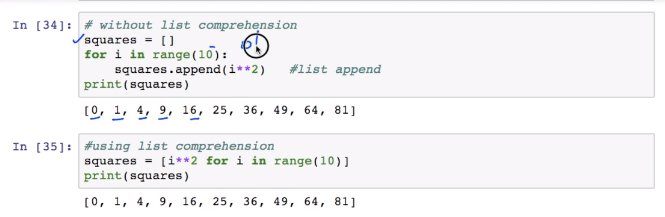 In [34]: # without list comprehension
squares = []
for i in range(10): 01
    squares.append(i**2)   #list append
print(squares)
[0, 1, 4, 9, 16, 25, 36, 49, 64, 81]
In [35]: #using list comprehension
squares = [i**2 for i in range(10)]
print(squares)
[0, 1, 4, 9, 16, 25, 36, 49, 64, 81]